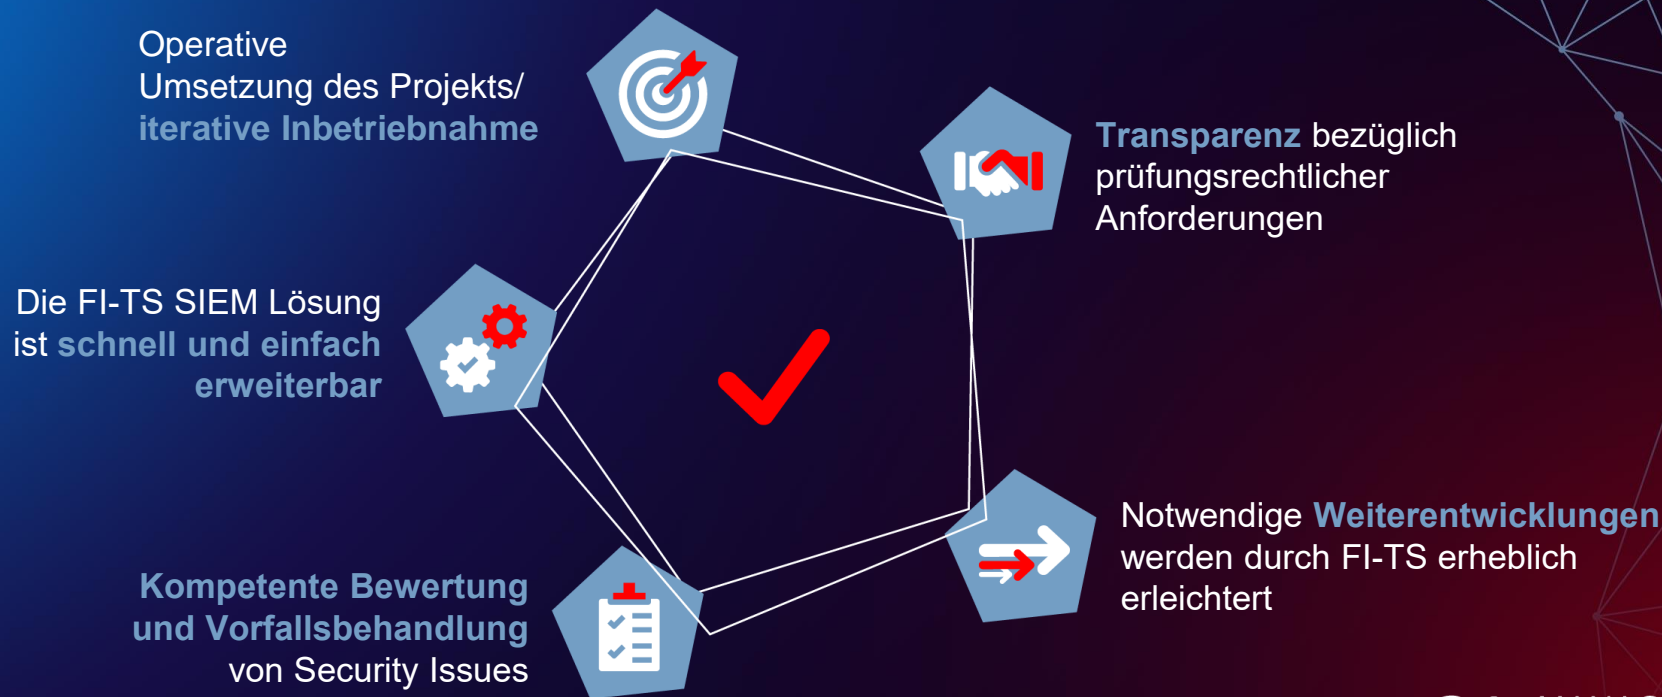 Operative
Umsetzung des Projekts/
iterative Inbetriebnahme
Transparenz bezüglich
prüfungsrechtlicher
Anforderungen
Die FI-TS SIEM Lösung
ist schnell und einfach
erweiterbar
Notwendige Weiterentwicklungen
werden durch FI-TS erheblich
erleichtert
Kompetente Bewertung
und Vorfallsbehandlung
von Security Issues